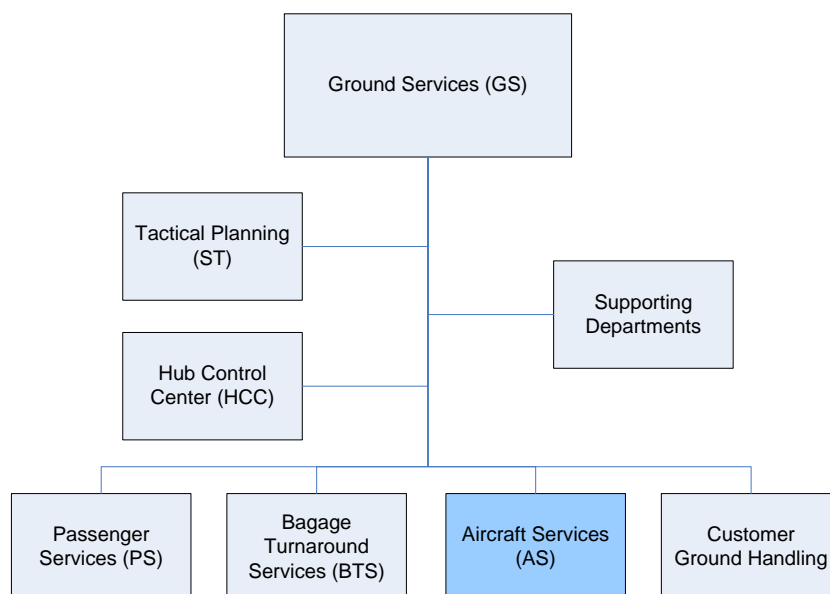 Ground Services (GS)
Tactical Planning
(ST)
Supporting
Departments
Hub Control
Center (HCC)
Passenger
Services (PS)
Bagage
Turnaround
Services (BTS)
Aircraft Services
(AS)
Customer
Ground Handling